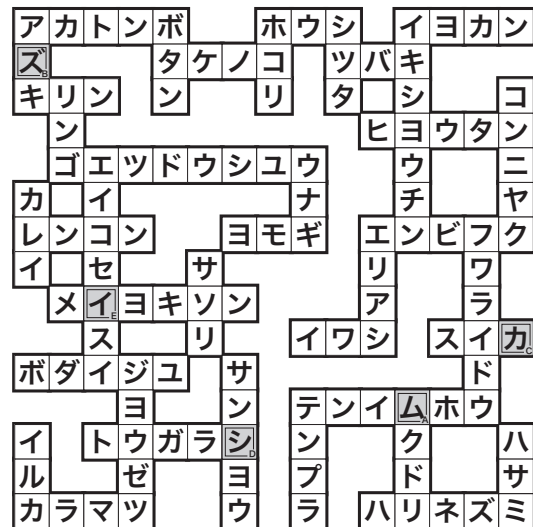 アカトンボ ホウシ イヨカン
ズB タケノコ ツバキ
キリン ン リ タ シ コ
ン ヒヨウタン
ゴエツドウシユウ ウ ニ
カ イ ナ チ ヤ
レンコン ヨモギ エンビフク
イ セ サ リ ワ
メイEヨキソン ア ラ
ス リ イワシ スイカC
ボダイジユ サ ド
ヨ ン テンイムAホウ
イ トウガラシD ン ク ハ
ル ゼ ヨ プ ド サ
カラマツ ウ ラ ハリネズミ